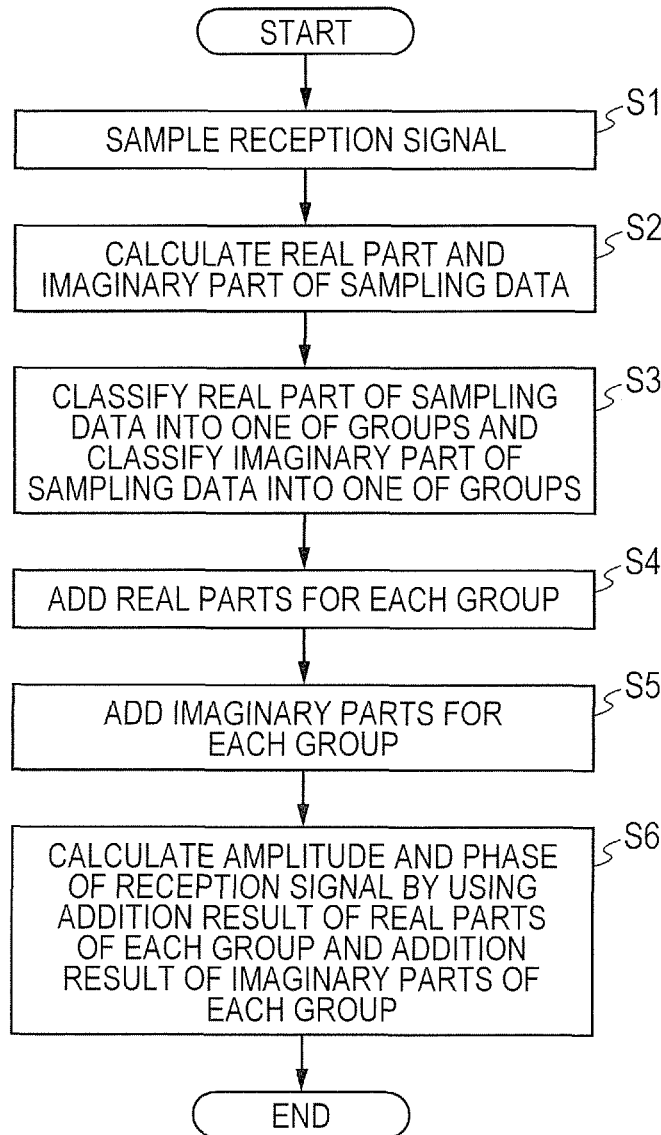 START
S1
SAMPLE RECEPTION SIGNAL
S2
CALCULATE REAL PART AND
IMAGINARY PART OF SAMPLING DATA
S3
CLASSIFY REAL PART OF SAMPLING
DATA INTO ONE OF GROUPS AND
CLASSIFY IMAGINARY PART OF
SAMPLING DATA INTO ONE OF GROUPS
S4
ADD REAL PARTS FOR EACH GROUP
S5
ADD IMAGINARY PARTS FOR
EACH GROUP
S6
CALCULATE AMPLITUDE AND PHASE
OF RECEPTION SIGNAL BY USING
ADDITION RESULT OF REAL PARTS
OF EACH GROUP AND ADDITION
RESULT OF IMAGINARY PARTS OF
EACH GROUP
END